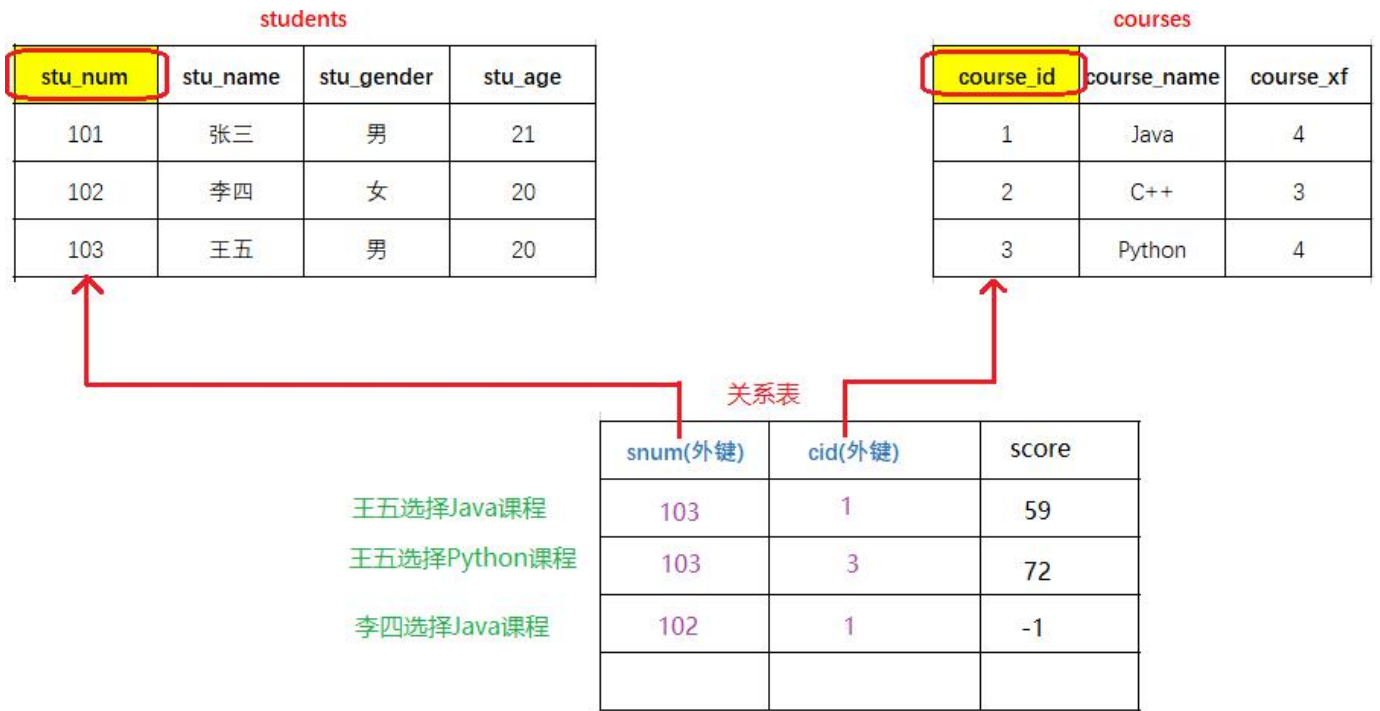 students
stu_num stu_name stu_gender stu_age
101 张三 男 21
102 李四 女 20
103 王五 男 20
courses
course_id course_name course_xf
1 Java 4
2 C++ 3
3 Python 4
关系表
snum(外键) cid(外键) score
王五选择Java课程 103 1 59
王五选择Python课程 103 3 72
李四选择Java课程 102 1 -1